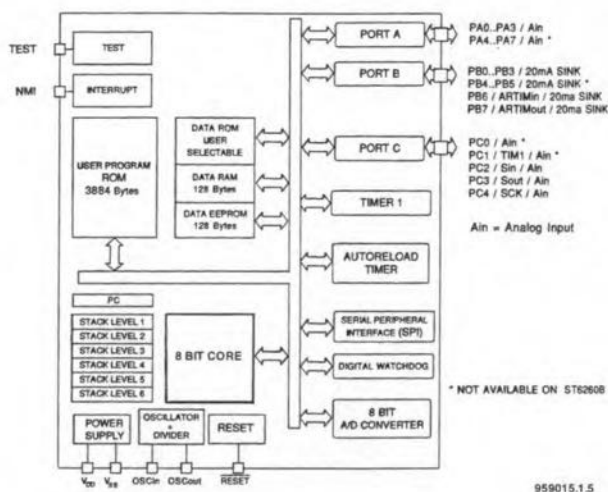 TEST
TEST
NMI
INTERRUPT
USER PROGRAM
ROM
3884 Bytes
DATA ROM
USER
SELECTABLE
DATA RAM
128 Bytes
DATA EEPROM
128 Bytes
PC
STACK LEVEL 1
STACK LEVEL 2
STACK LEVEL 3
STACK LEVEL 4
STACK LEVEL 5
STACK LEVEL 6
8 BIT CORE
POWER
SUPPLY
OSCILLATOR
+
DIVIDER
RESET
VDD
VSS
OSCin
OSCout
RESET
PORT A
PORT B
PORT C
TIMER 1
AUTORELOAD
TIMER
SERIAL PERIPHERAL
INTERFACE (SPI)
DIGITAL WATCHDOG
8 BIT
A/D CONVERTER
PA0..PA3 / Ain
PA4..PA7 / Ain *
PB0..PB3 / 20mA SINK
PB4..PB5 / 20mA SINK *
PB6 / ARTIMin / 20ma SINK
PB7 / ARTIMout / 20ma SINK
PC0 / Ain *
PC1 / TIM1 / Ain *
PC2 / Sin / Ain
PC3 / Sout / Ain
PC4 / SCK / Ain
Ain = Analog Input
* NOT AVAILABLE ON ST6260B
959015.1.5